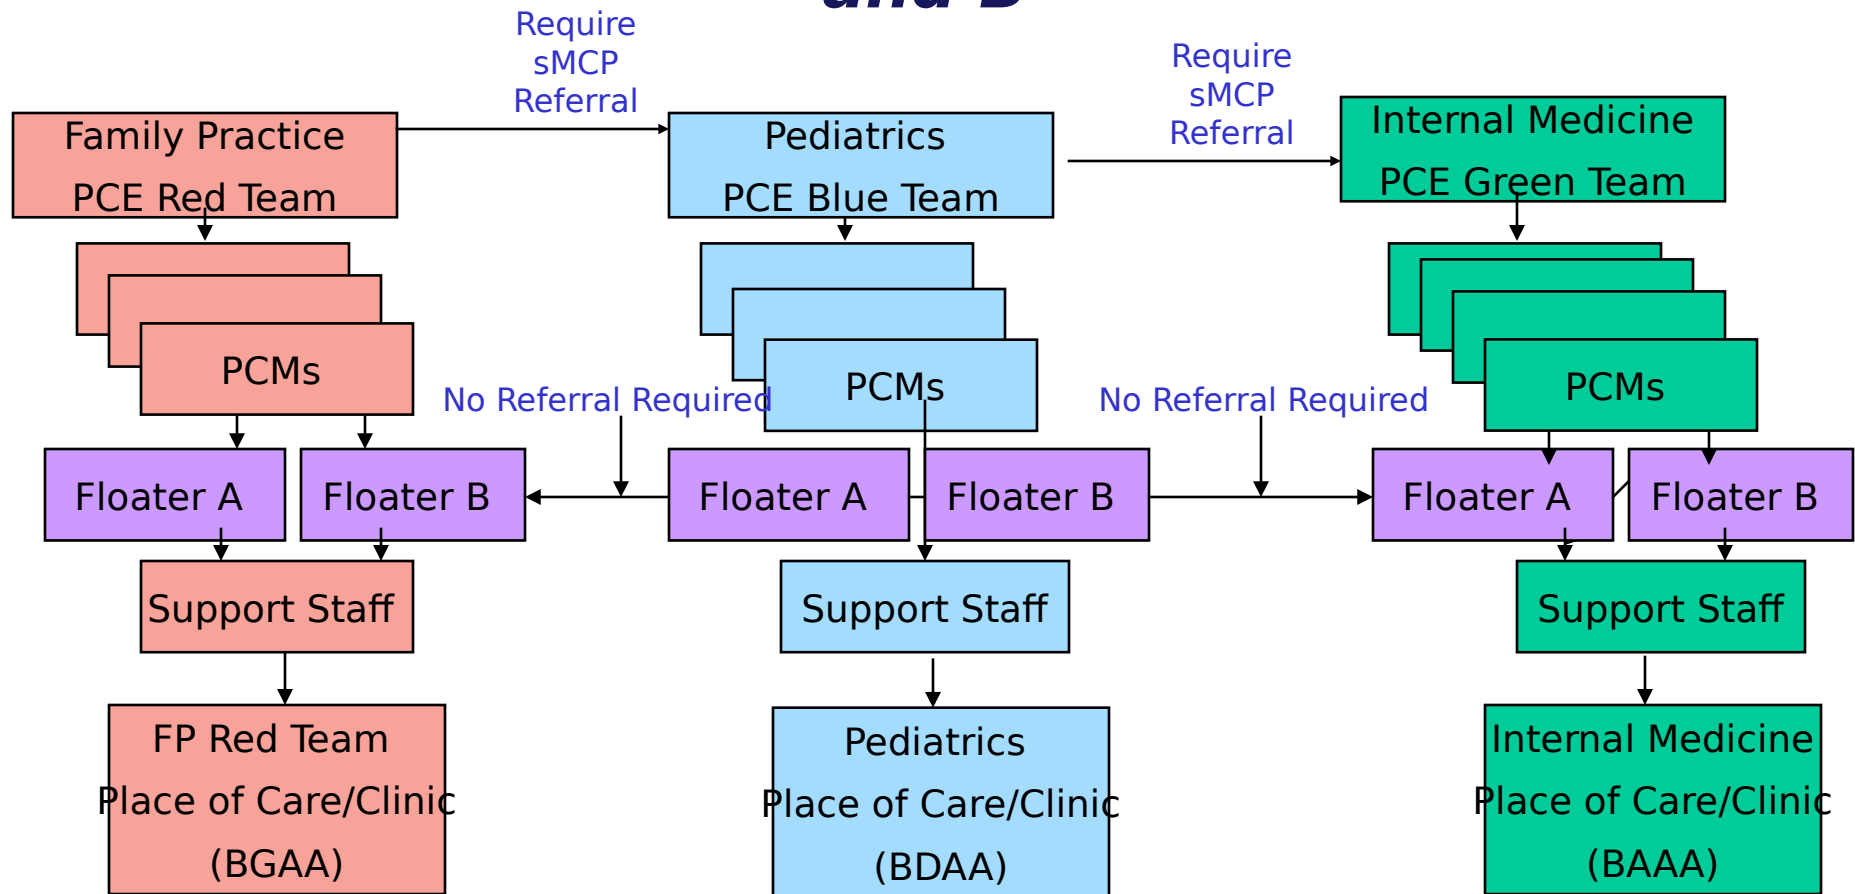 and B
Require
sMCP
Referral
Require
sMCP
Referral
Family Practice
PCE Red Team
Pediatrics
PCE Blue Team
Internal Medicine
PCE Green Team
PCMs
PCMs
PCMs
No Referral Required
No Referral Required
Floater A
Floater B
Floater A
Floater B
Floater A
Floater B
Support Staff
Support Staff
Support Staff
FP Red Team
Place of Care/Clinic
(BGAA)
Pediatrics
Place of Care/Clinic
(BDAA)
Internal Medicine
Place of Care/Clinic
(BAAA)